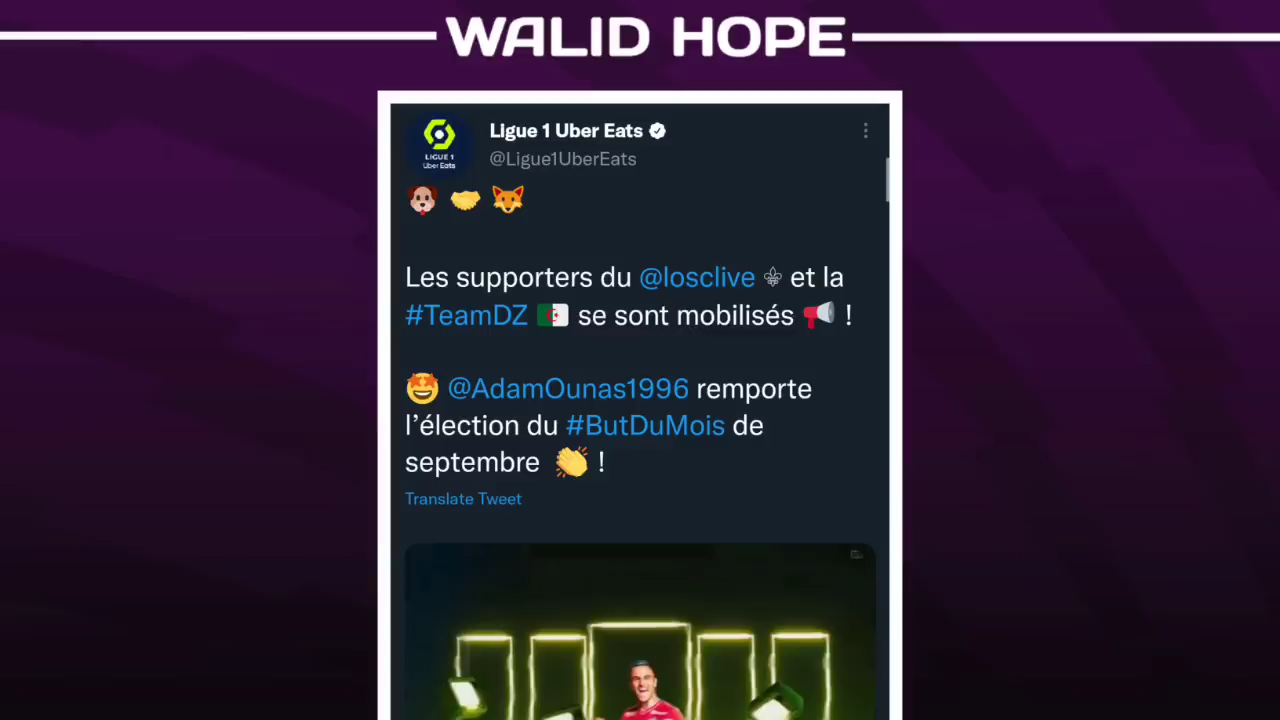 WALID HOPE
LIGUE 1
Uber Eats
Ligue 1 Uber Eats
@Ligue1UberEats
🐶 🤝 🦊
Les supporters du @losclive ⚜ et la
#TeamDZ 🇩🇿 se sont mobilisés 📢 !
🤩 @AdamOunas1996 remporte
l’élection du #ButDuMois de
septembre 👏 !
Translate Tweet